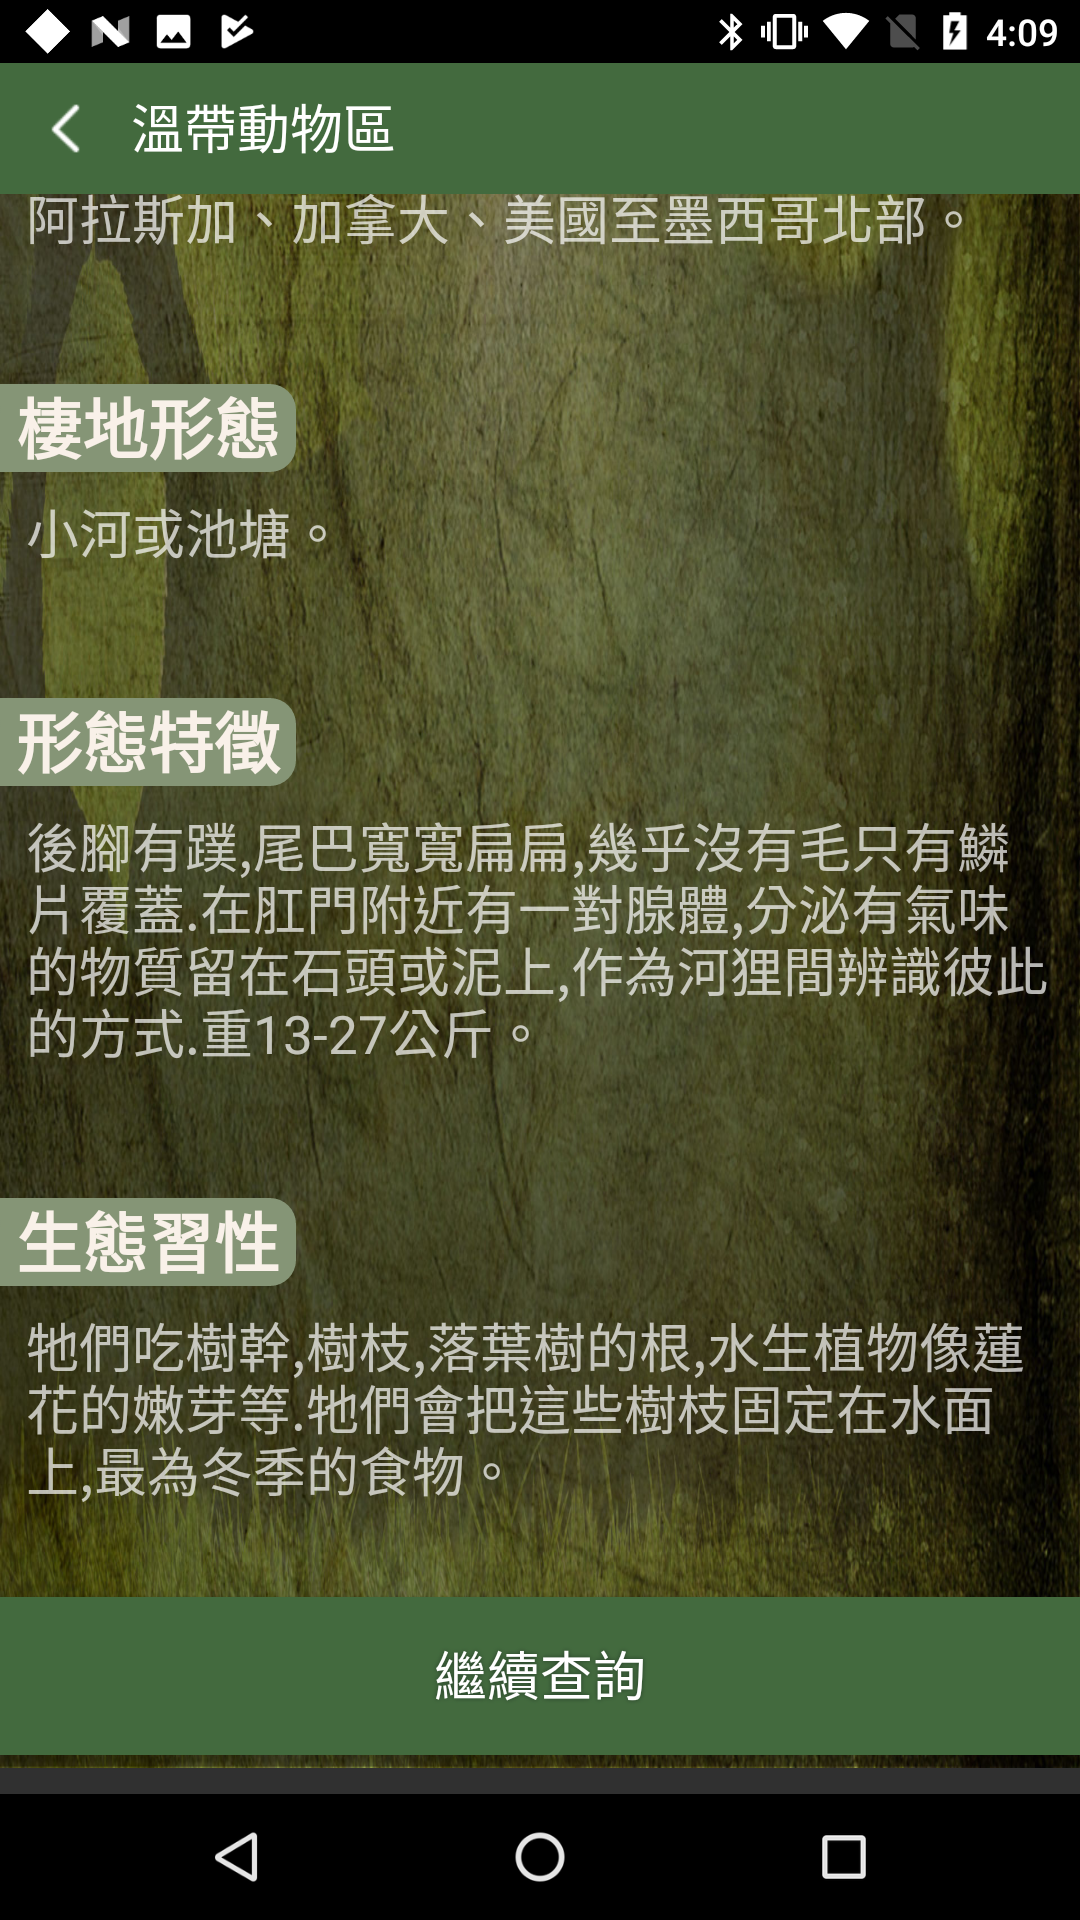 4:09
溫帶動物區
阿拉斯加、加拿大、美國至墨西哥北部。
棲地形態
小河或池塘。
形態特徵
後腳有蹼,尾巴寬寬扁扁,幾乎沒有毛只有鱗
片覆蓋.在肛門附近有一對腺體,分泌有氣味
的物質留在石頭或泥上,作為河狸間辨識彼此
的方式.重13-27公斤。
生態習性
牠們吃樹幹,樹枝,落葉樹的根,水生植物像蓮
花的嫩芽等.牠們會把這些樹枝固定在水面
上,最為冬季的食物。
繼續查詢